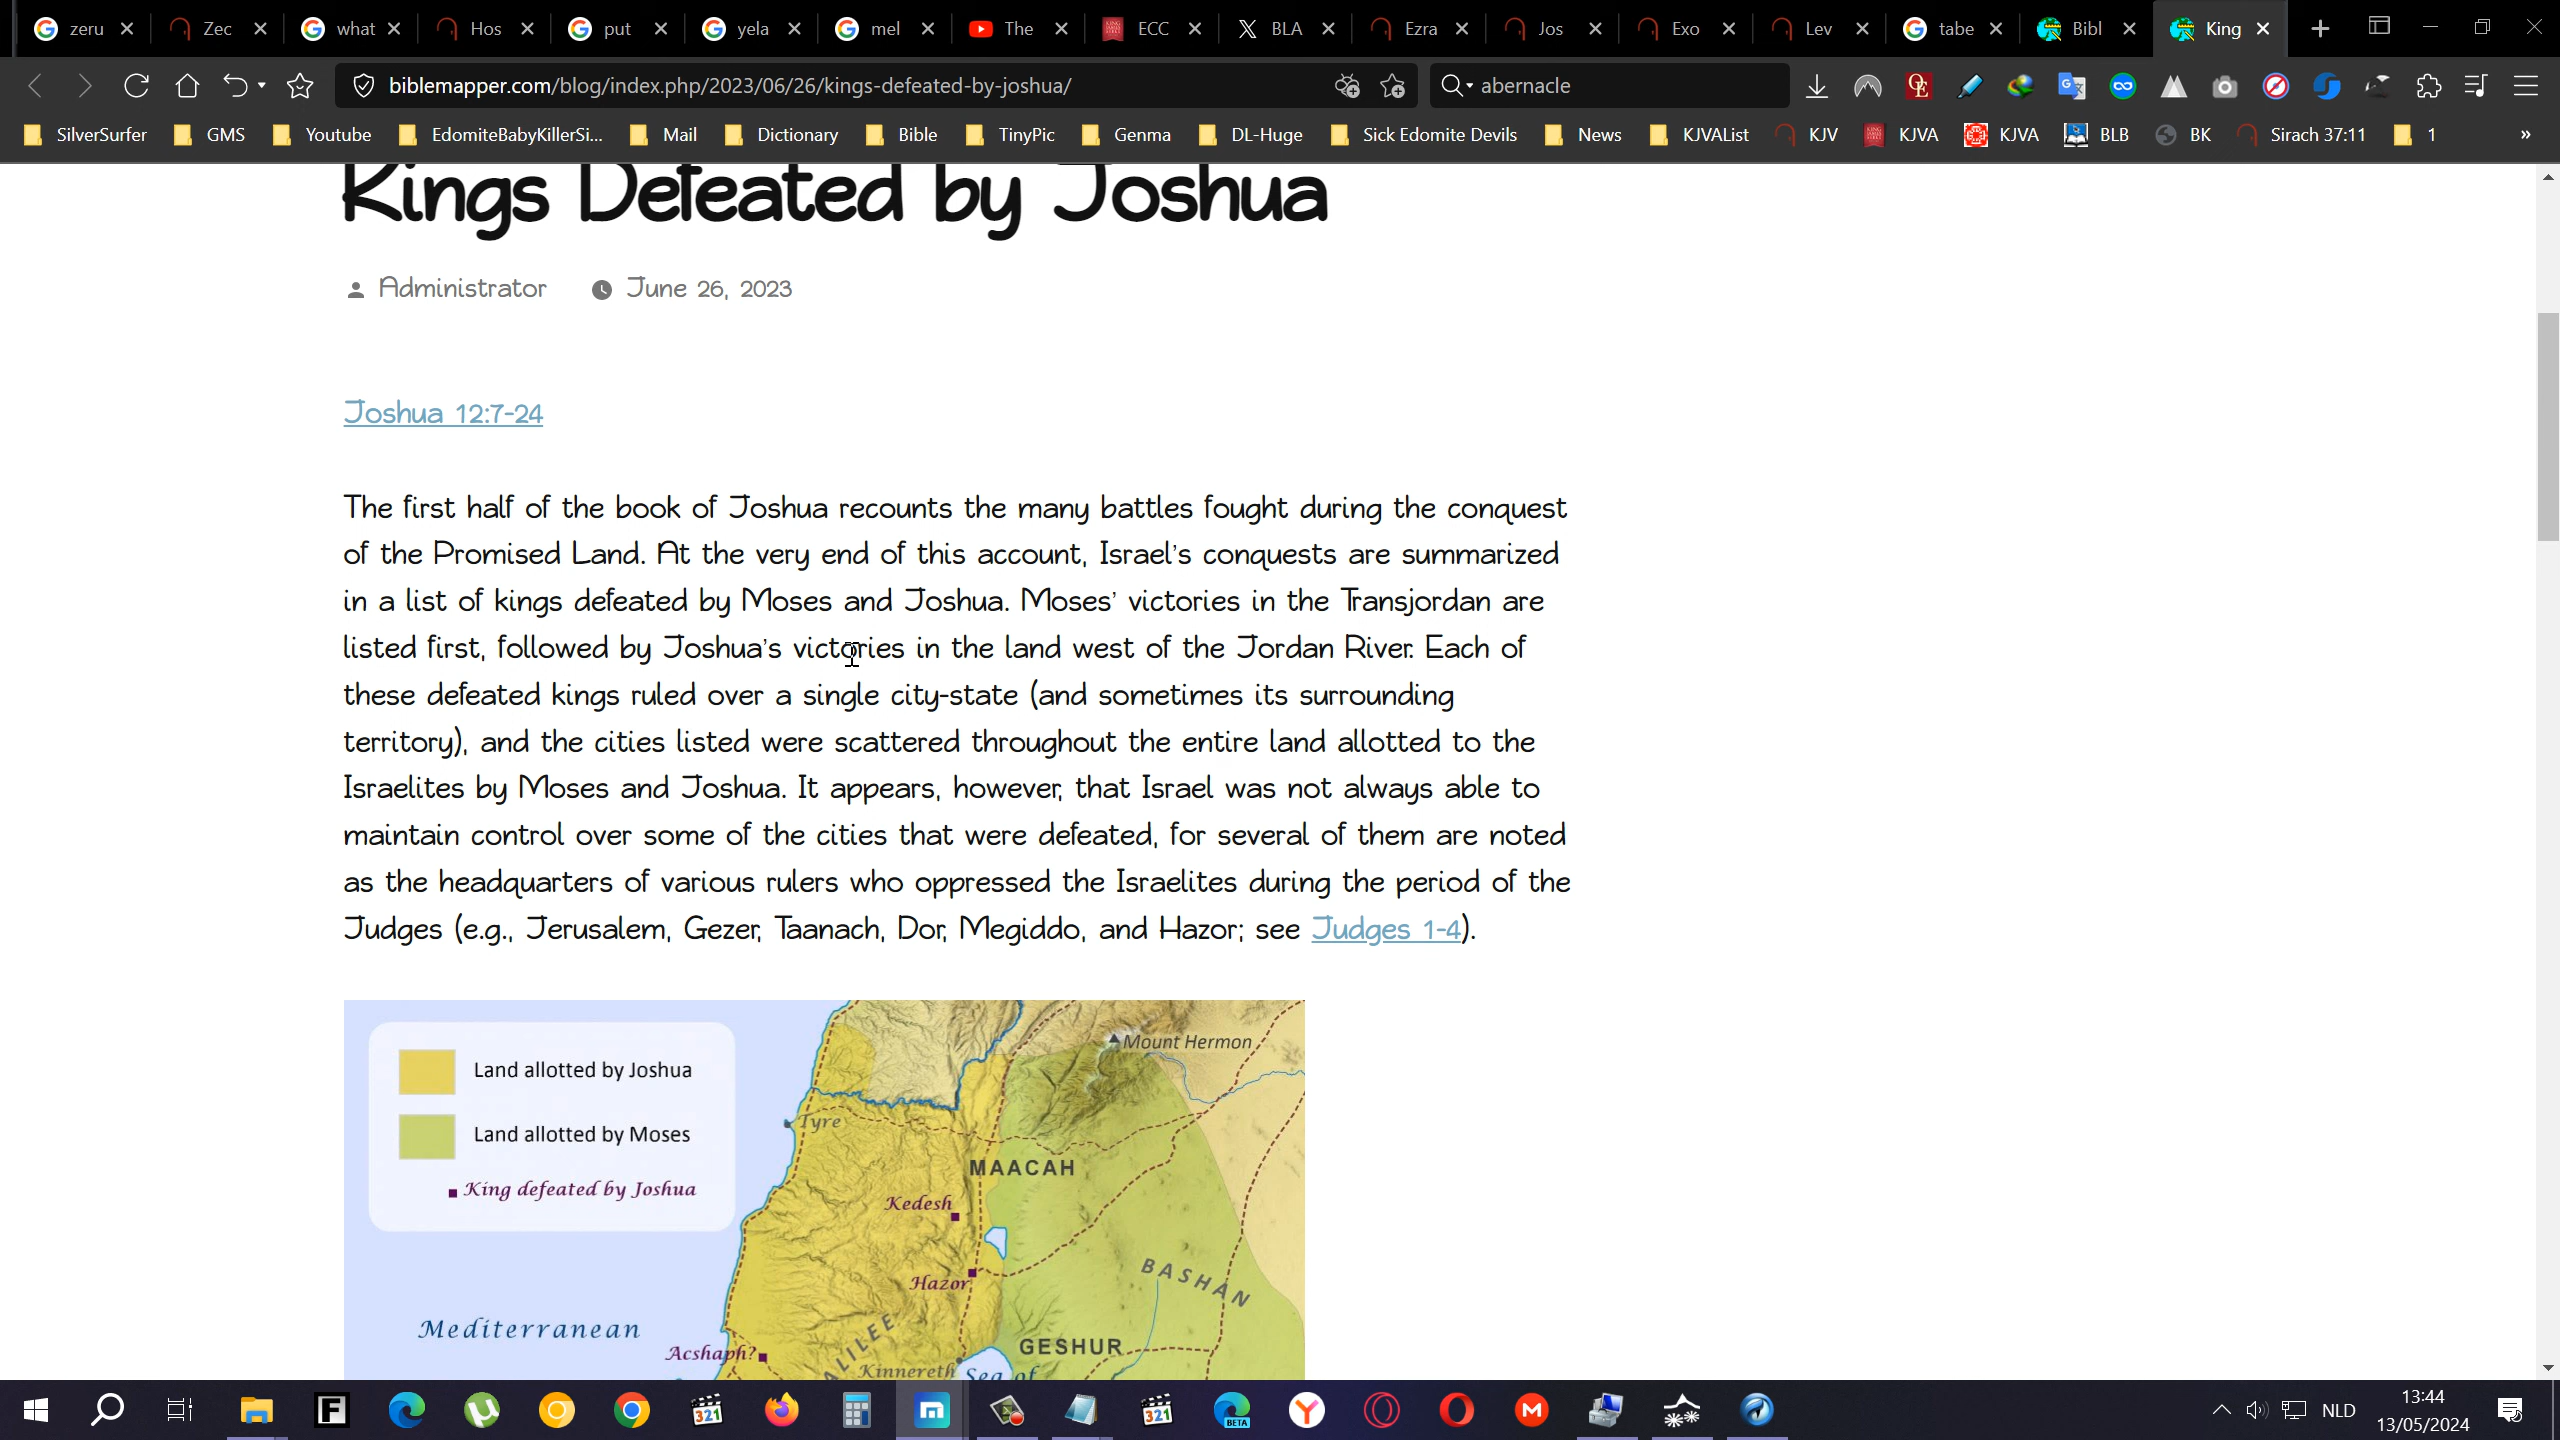 zeru Zec what Hos put yela mel The ECC BLA Ezra Jos Exo Lev tabe Bibl King
biblemapper.com/blog/index.php/2023/06/26/kings-defeated-by-joshua/ abernacle
SilverSurfer GMS Youtube EdomiteBabyKillerSi... Mail Dictionary Bible TinyPic Genma DL-Huge Sick Edomite Devils News KJVAList KJV KJVA KJVA BLB BK Sirach 37:11 1 »
Kings Defeated by Joshua
Administrator June 26, 2023
Joshua 12:7-24
The first half of the book of Joshua recounts the many battles fought during the conquest
of the Promised Land. At the very end of this account, Israel's conquests are summarized
in a list of kings defeated by Moses and Joshua. Moses' victories in the Transjordan are
listed first, followed by Joshua's victories in the land west of the Jordan River. Each of
these defeated kings ruled over a single city-state (and sometimes its surrounding
territory), and the cities listed were scattered throughout the entire land allotted to the
Israelites by Moses and Joshua. It appears, however, that Israel was not always able to
maintain control over some of the cities that were defeated, for several of them are noted
as the headquarters of various rulers who oppressed the Israelites during the period of the
Judges (e.g., Jerusalem, Gezer, Taanach, Dor, Megiddo, and Hazor; see Judges 1-4).
Mount Hermon
Land allotted by Joshua
Tyre
Land allotted by Moses
MAACAH
King defeated by Joshua
Kedesh
Hazor
BASHAN
Mediterranean
GALILEE
GESHUR
Acshaph?
Kinnereth Sea of
321 321 BETA
NLD
13:44
13/05/2024